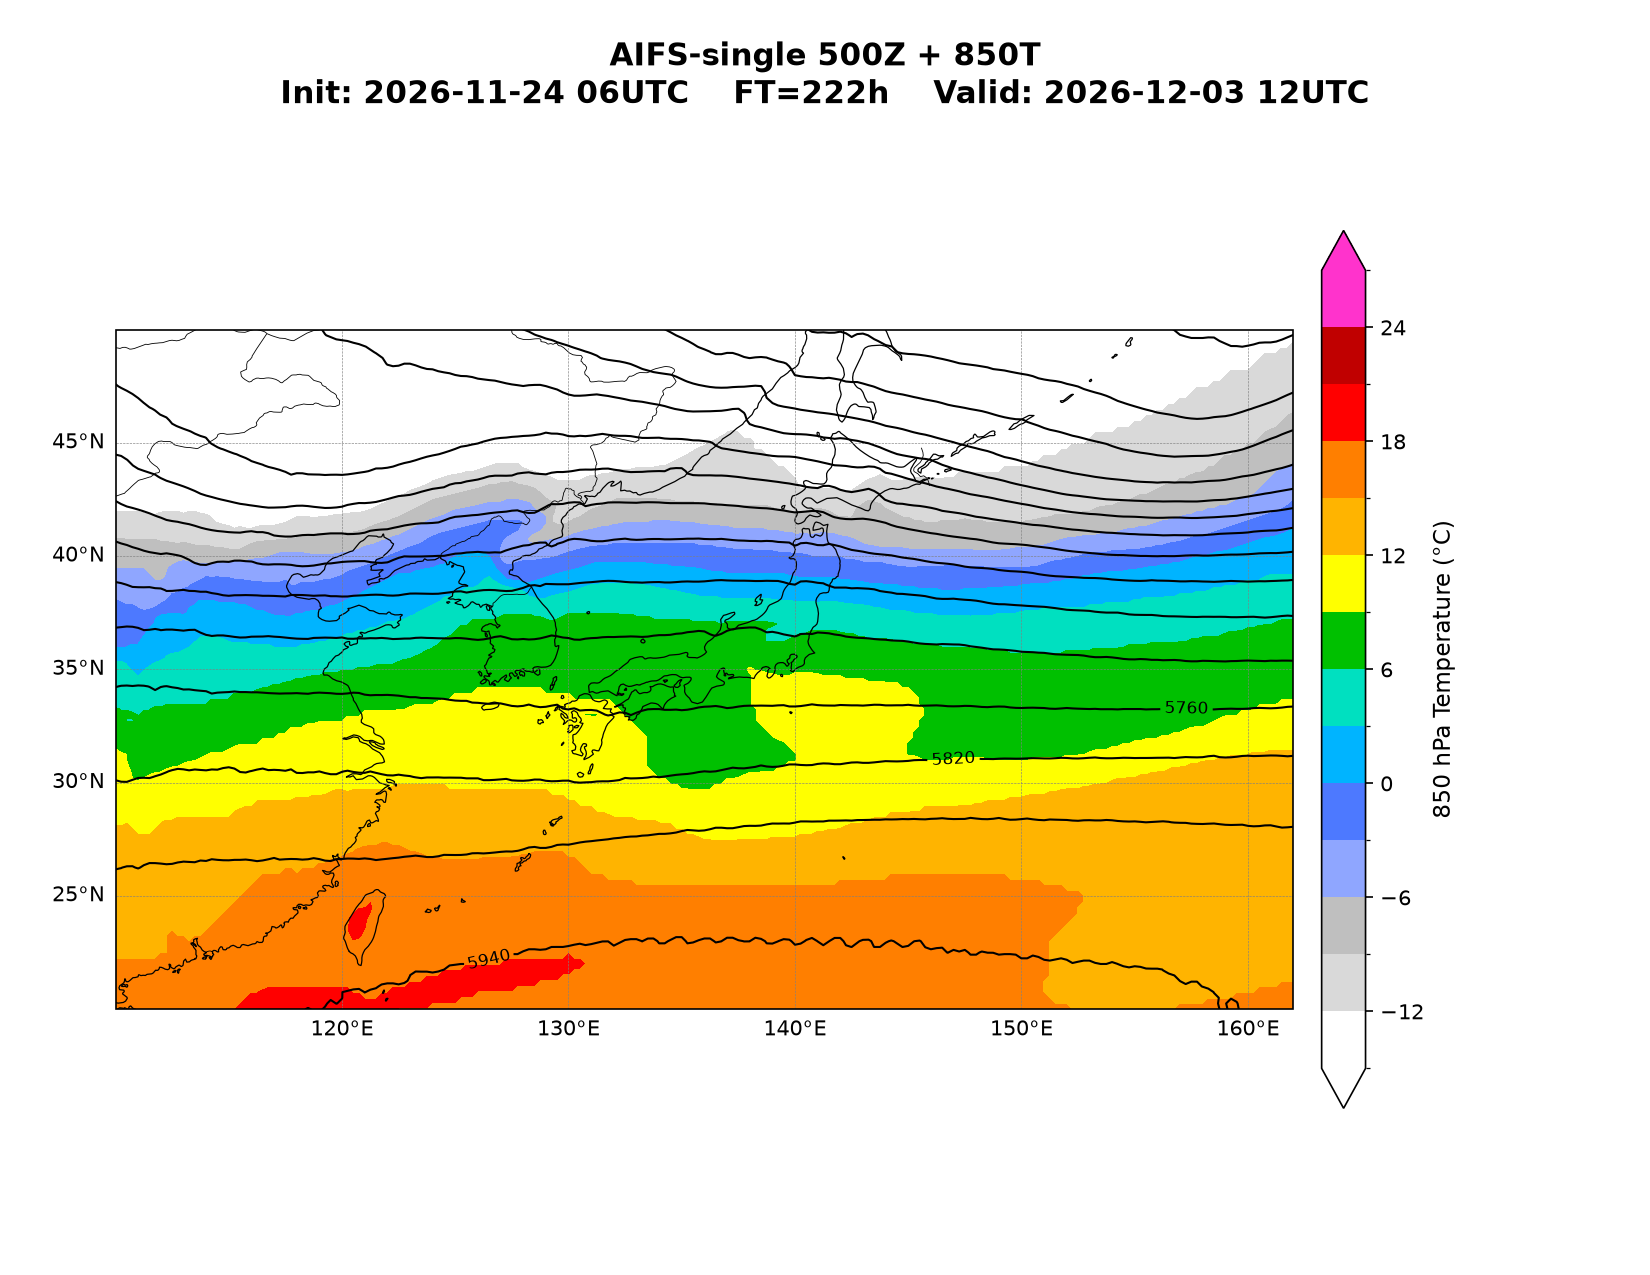 AIFS-single 500Z + 850T
Init: 2026-11-24 06UTC    FT=222h    Valid: 2026-12-03 12UTC
24
18
12
6
0
−6
−12
850 hPa Temperature (°C)
45°N
40°N
35°N
30°N
25°N
5760
5820
5940
120°E
130°E
140°E
150°E
160°E